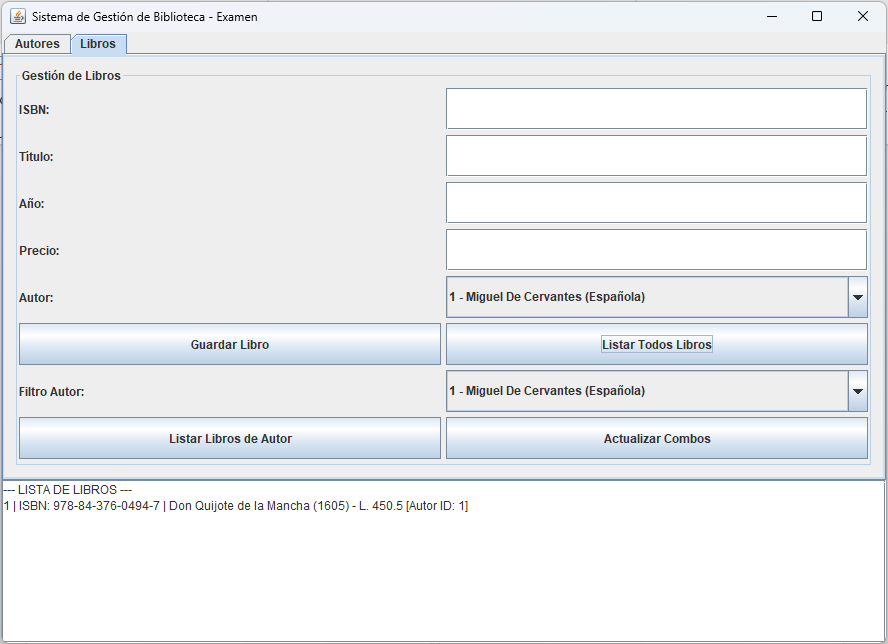 Sistema de Gestión de Biblioteca - Examen
Autores Libros
Gestión de Libros
ISBN:
Título:
Año:
Precio:
Autor: 1 - Miguel De Cervantes (Española)
Guardar Libro Listar Todos Libros
Filtro Autor: 1 - Miguel De Cervantes (Española)
Listar Libros de Autor Actualizar Combos
--- LISTA DE LIBROS ---
1 | ISBN: 978-84-376-0494-7 | Don Quijote de la Mancha (1605) - L. 450.5 [Autor ID: 1]